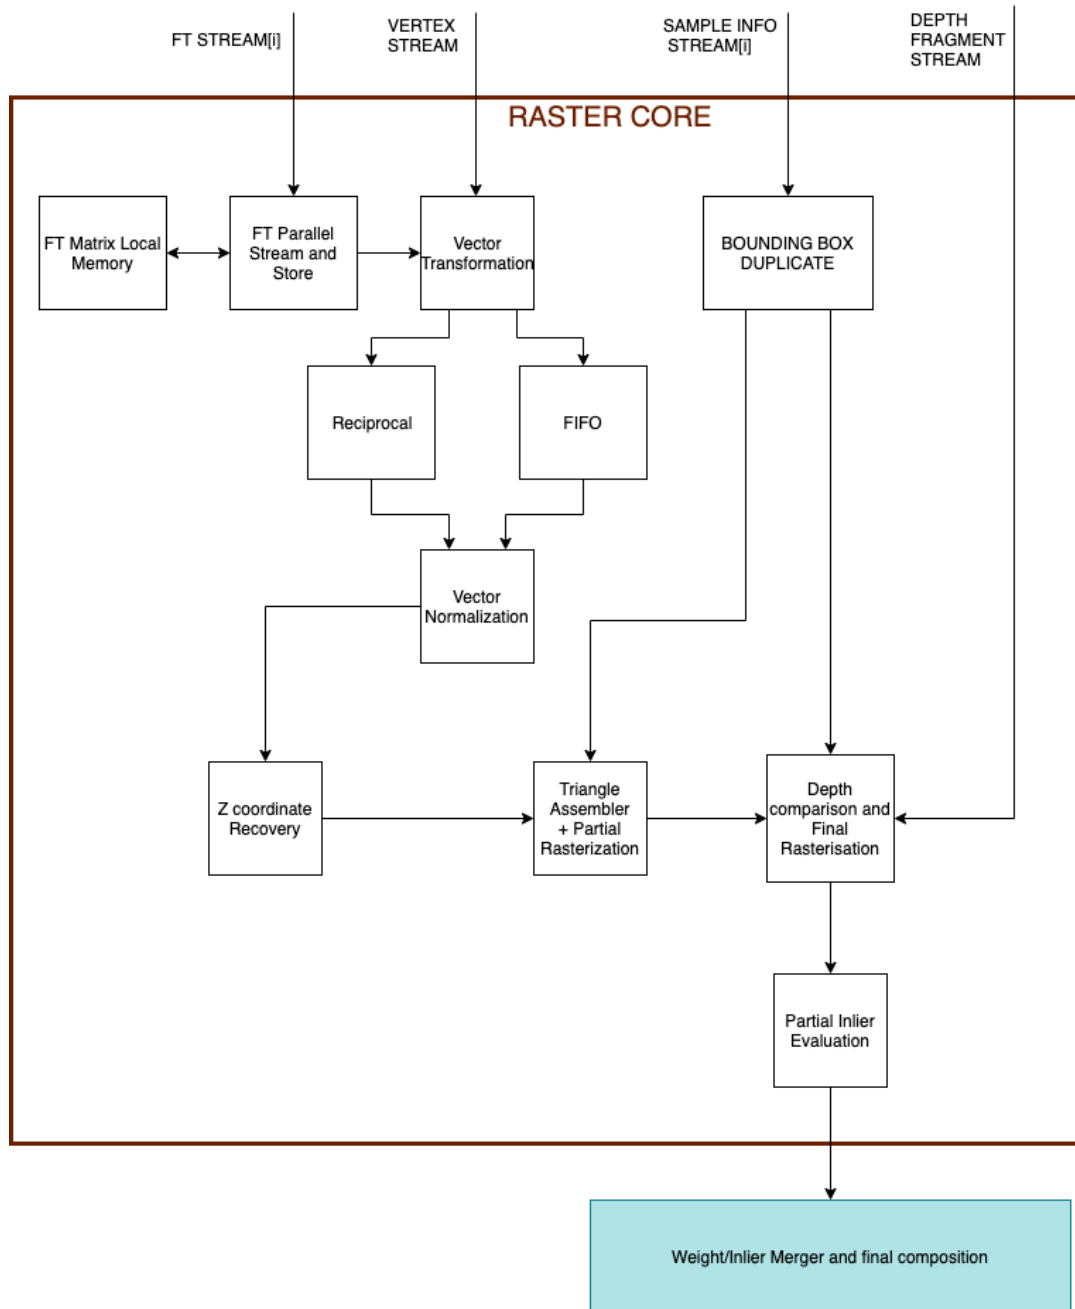 FT STREAM[i]
VERTEX
STREAM
SAMPLE INFO
STREAM[i]
DEPTH
FRAGMENT
STREAM
RASTER CORE
FT Matrix Local
Memory
FT Parallel
Stream and
Store
Vector
Transformation
BOUNDING BOX
DUPLICATE
Reciprocal
FIFO
Vector
Normalization
Z coordinate
Recovery
Triangle
Assembler
+ Partial
Rasterization
Depth
comparison and
Final
Rasterisation
Partial Inlier
Evaluation
Weight/Inlier Merger and final composition